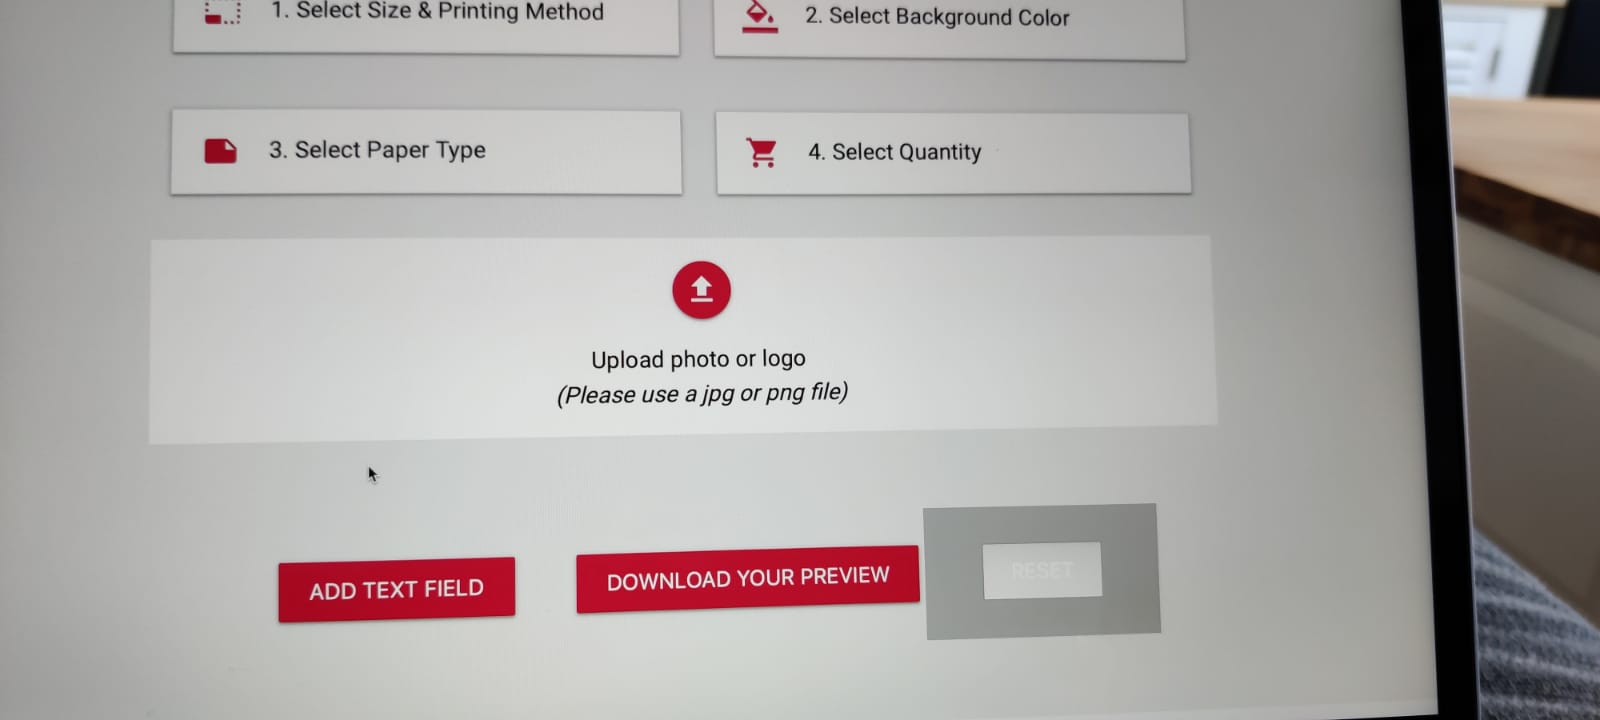 1. Select Size & Printing Method
2. Select Background Color
3. Select Paper Type
4. Select Quantity
Upload photo or logo
(Please use a jpg or png file)
ADD TEXT FIELD
DOWNLOAD YOUR PREVIEW
RESET